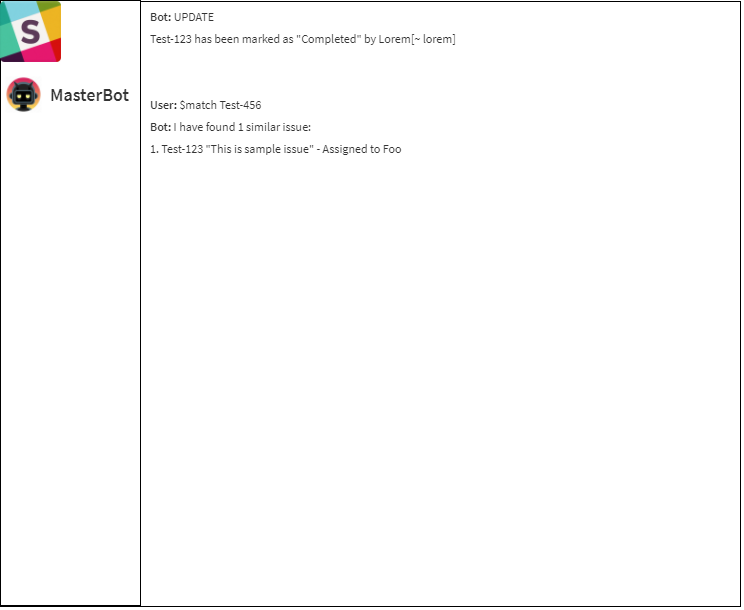 S
MasterBot
Bot: UPDATE
Test-123 has been marked as "Completed" by Lorem[~ lorem]
User: $match Test-456
Bot: I have found 1 similar issue:
1. Test-123 "This is sample issue" - Assigned to Foo